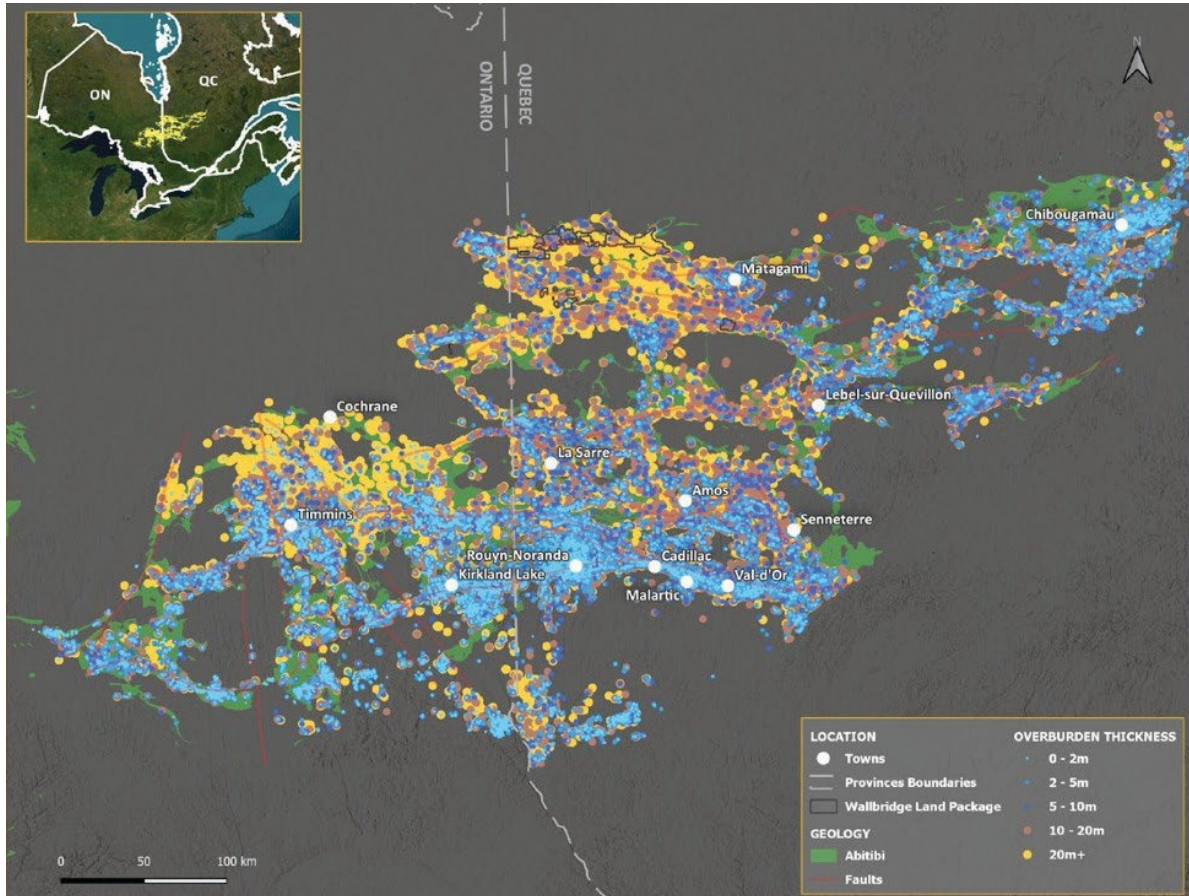 ON
QC
ONTARIO
QUEBEC
N
Chibougamau
Matagami
Lebel-sur-Quevillon
Cochrane
La Sarre
Amos
Timmins
Senneterre
Rouyn-Noranda
Cadillac
Kirkland Lake
Val-d'Or
Malartic
LOCATION
Towns
Provinces Boundaries
Wallbridge Land Package
GEOLOGY
Abitibi
Faults
OVERBURDEN THICKNESS
0 - 2m
2 - 5m
5 - 10m
10 - 20m
20m+
0 50 100 km